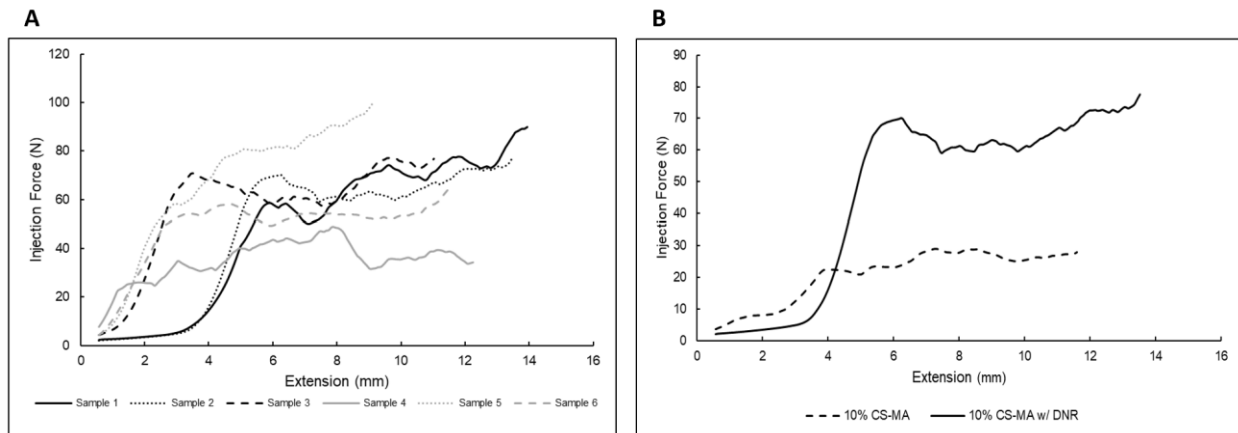 A
B
120
100
80
60
40
20
0
Injection Force (N)
0 2 4 6 8 10 12 14 16
Extension (mm)
Sample 1 Sample 2 Sample 3 Sample 4 Sample 5 Sample 6
90
80
70
60
50
40
30
20
10
0
Injection Force (N)
0 2 4 6 8 10 12 14 16
Extension (mm)
10% CS-MA 10% CS-MA w/ DNR